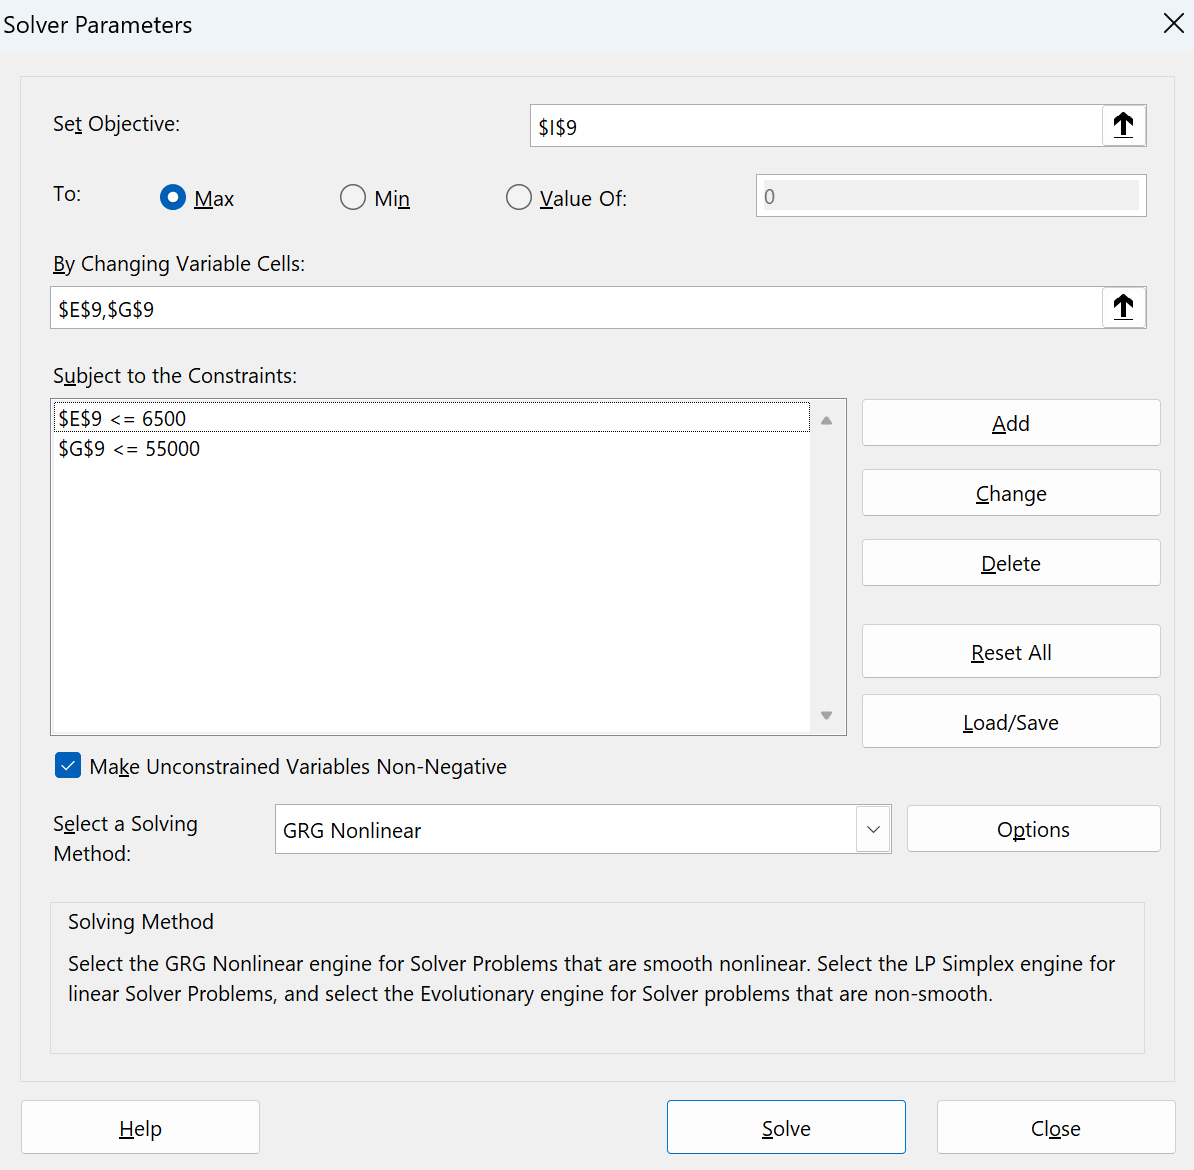 Solver Parameters
Set Objective:
$I$9
To:
Max
Min
Value Of:
0
By Changing Variable Cells:
$E$9,$G$9
Subject to the Constraints:
$E$9 <= 6500
$G$9 <= 55000
Add
Change
Delete
Reset All
Load/Save
Make Unconstrained Variables Non-Negative
Select a Solving
Method:
GRG Nonlinear
Options
Solving Method
Select the GRG Nonlinear engine for Solver Problems that are smooth nonlinear. Select the LP Simplex engine for
linear Solver Problems, and select the Evolutionary engine for Solver problems that are non-smooth.
Help
Solve
Close